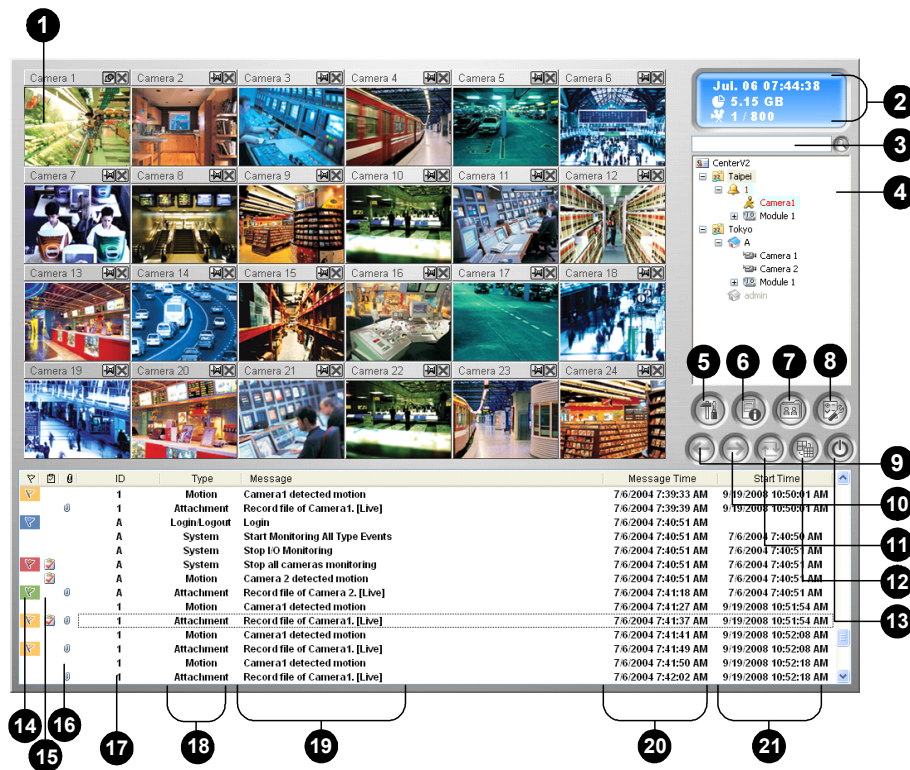 1
Camera 1 Camera 2 Camera 3 Camera 4 Camera 5 Camera 6
Jul. 06 07:44:38
5.15 GB
1 / 800
2
3
CenterV2
Taipei
1
Camera1
Module 1
Tokyo
A
Camera 1
Camera 2
Module 1
admin
4
Camera 7 Camera 8 Camera 9 Camera 10 Camera 11 Camera 12
Camera 13 Camera 14 Camera 15 Camera 16 Camera 17 Camera 18
Camera 19 Camera 20 Camera 21 Camera 22 Camera 23 Camera 24
5 6 7 8
9
10
11
12
13
ID Type Message Message Time Start Time
1 Motion Camera1 detected motion 7/6/2004 7:39:33 AM 9/19/2008 10:50:01 AM
1 Attachment Record file of Camera1. [Live] 7/6/2004 7:39:39 AM 9/19/2008 10:50:01 AM
A Login/Logout Login 7/6/2004 7:40:51 AM
A System Start Monitoring All Type Events 7/6/2004 7:40:51 AM 7/6/2004 7:40:50 AM
A System Stop I/O Monitoring 7/6/2004 7:40:51 AM 7/6/2004 7:40:51 AM
A System Stop all cameras monitoring 7/6/2004 7:40:51 AM 7/6/2004 7:40:51 AM
A Motion Camera 2 detected motion 7/6/2004 7:40:51 AM 7/6/2004 7:40:51 AM
A Attachment Record file of Camera 2. [Live] 7/6/2004 7:41:18 AM 7/6/2004 7:40:51 AM
1 Motion Camera1 detected motion 7/6/2004 7:41:27 AM 9/19/2008 10:51:54 AM
1 Attachment Record file of Camera1. [Live] 7/6/2004 7:41:37 AM 9/19/2008 10:51:54 AM
1 Motion Camera1 detected motion 7/6/2004 7:41:41 AM 9/19/2008 10:52:08 AM
1 Attachment Record file of Camera1. [Live] 7/6/2004 7:41:49 AM 9/19/2008 10:52:08 AM
1 Motion Camera1 detected motion 7/6/2004 7:41:50 AM 9/19/2008 10:52:18 AM
1 Attachment Record file of Camera1. [Live] 7/6/2004 7:42:02 AM 9/19/2008 10:52:18 AM
14 15 16 17 18 19 20 21